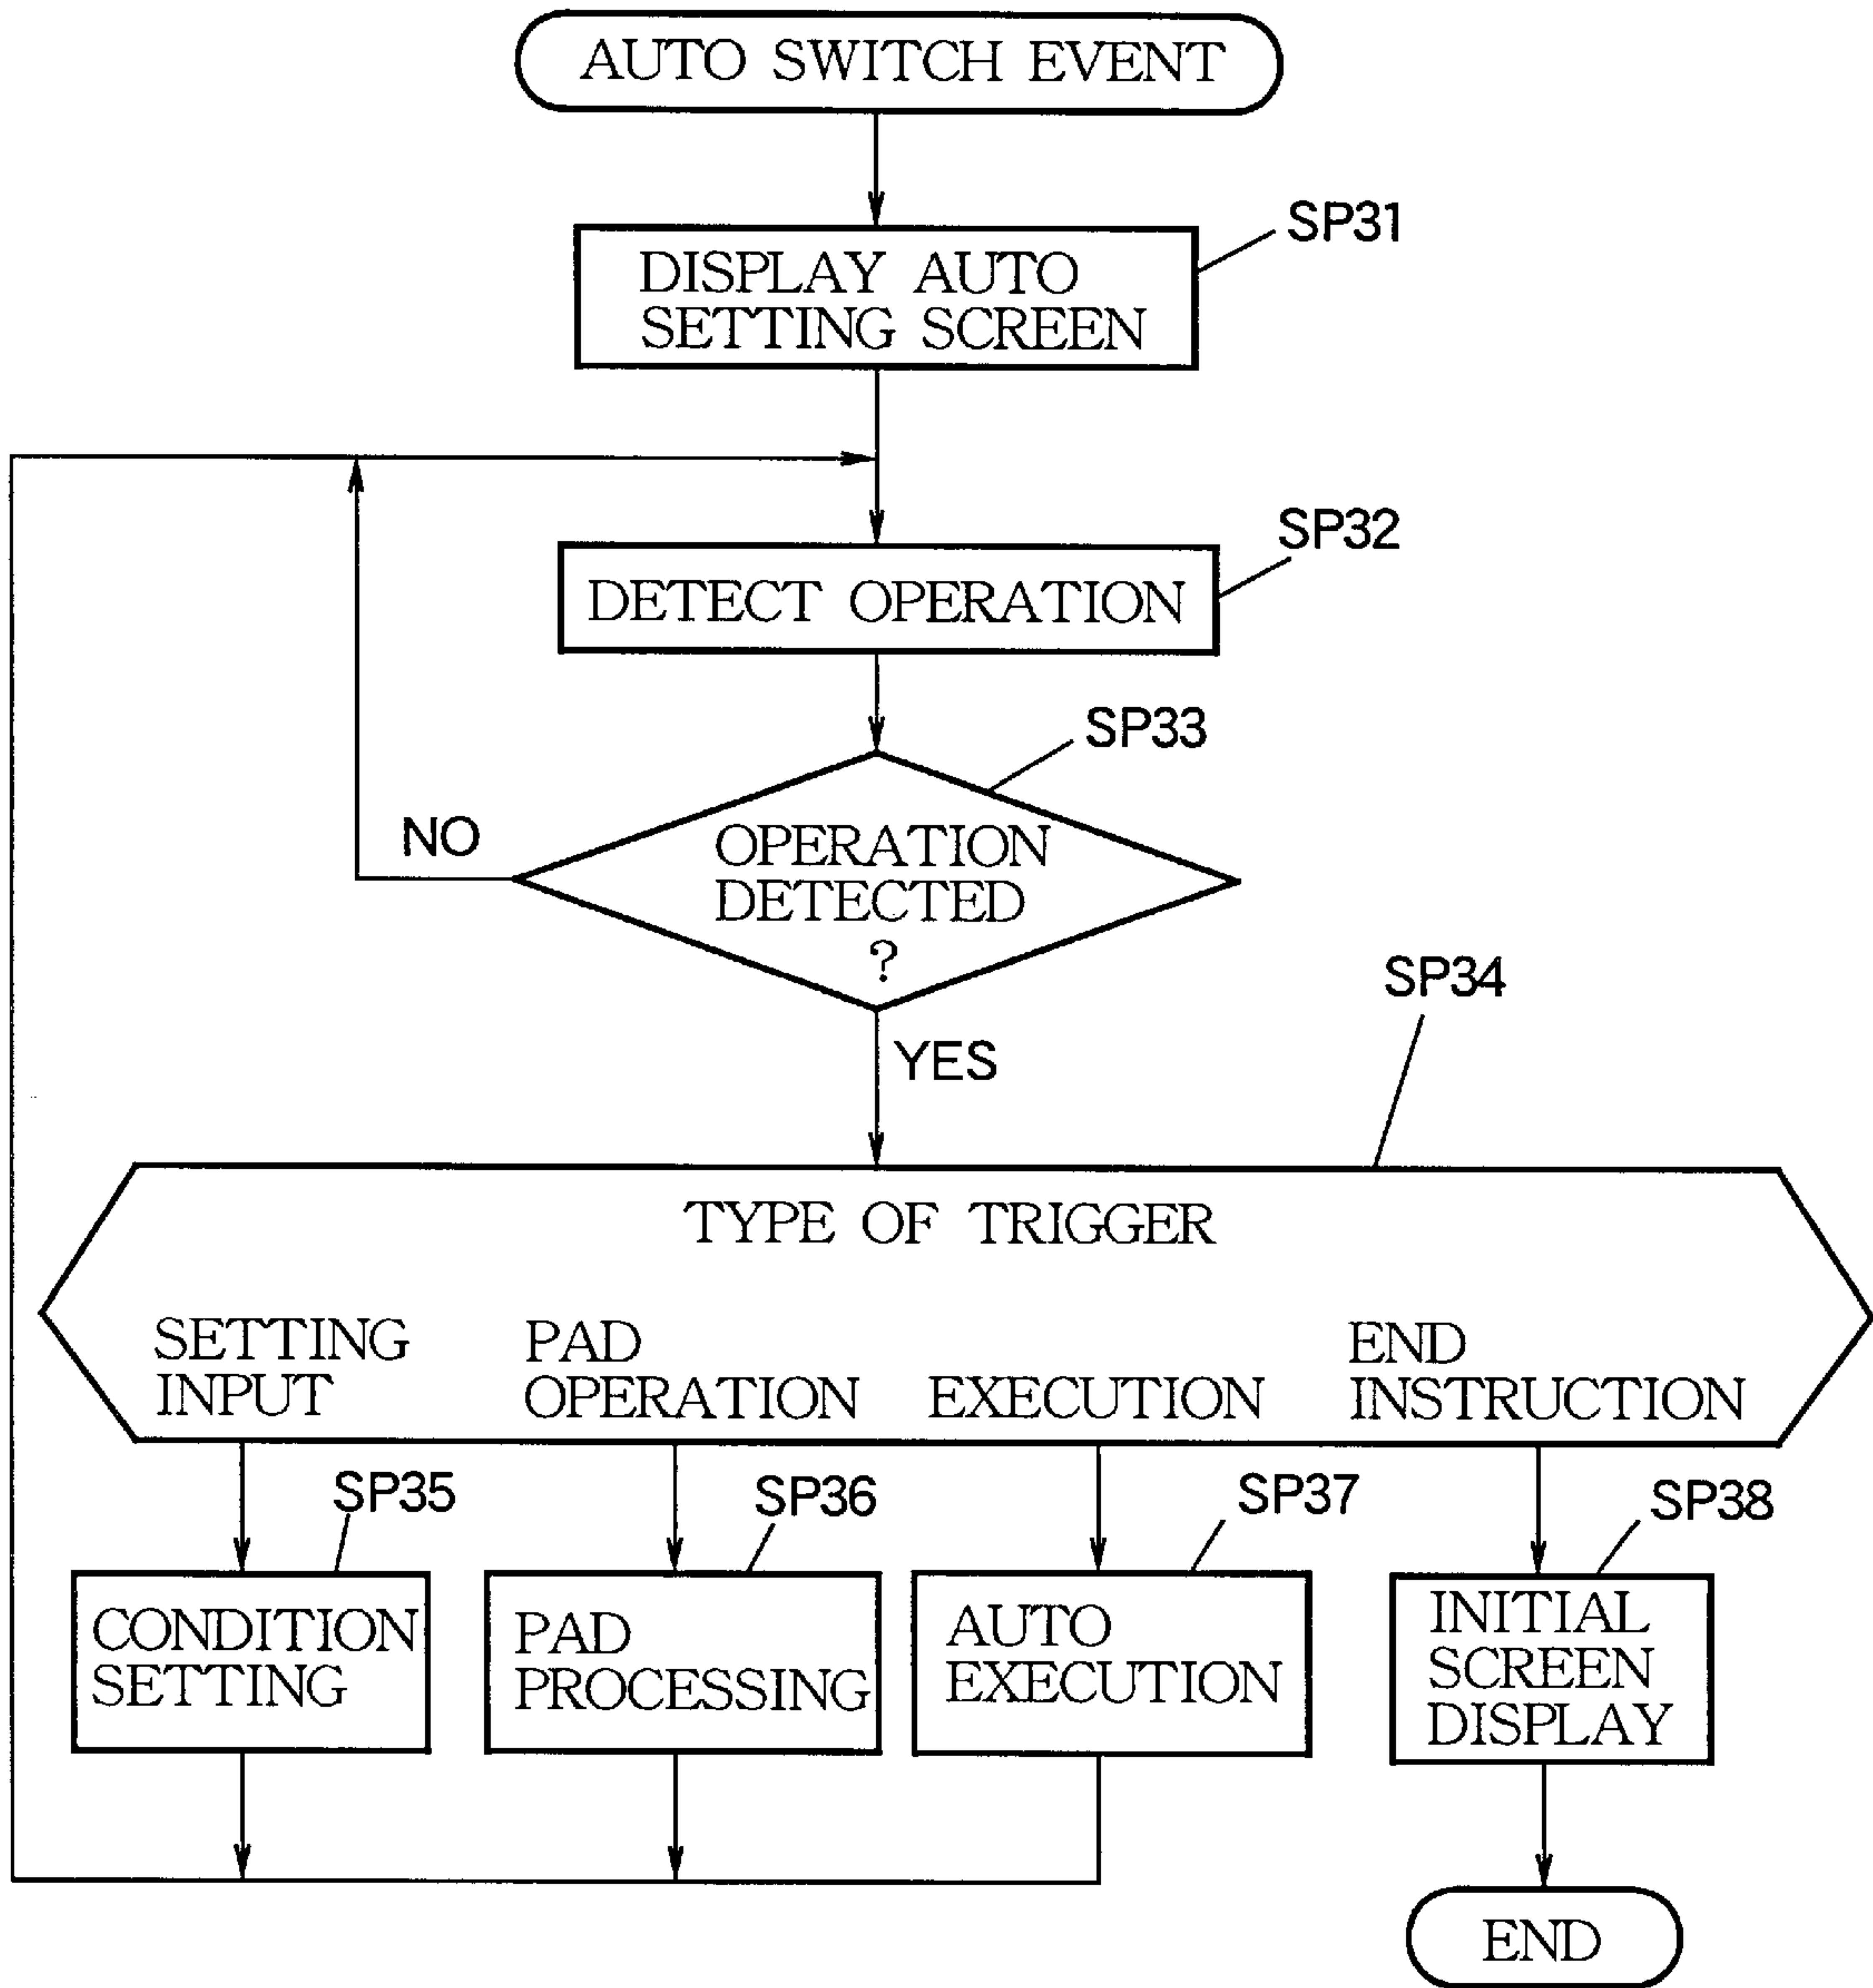 AUTO SWITCH EVENT
SP31
DISPLAY AUTO
SETTING SCREEN
SP32
DETECT OPERATION
SP33
NO
OPERATION
DETECTED
?
SP34
YES
TYPE OF TRIGGER
SETTING
INPUT
PAD
OPERATION
EXECUTION
END
INSTRUCTION
SP35
SP36
SP37
SP38
CONDITION
SETTING
PAD
PROCESSING
AUTO
EXECUTION
INITIAL
SCREEN
DISPLAY
END